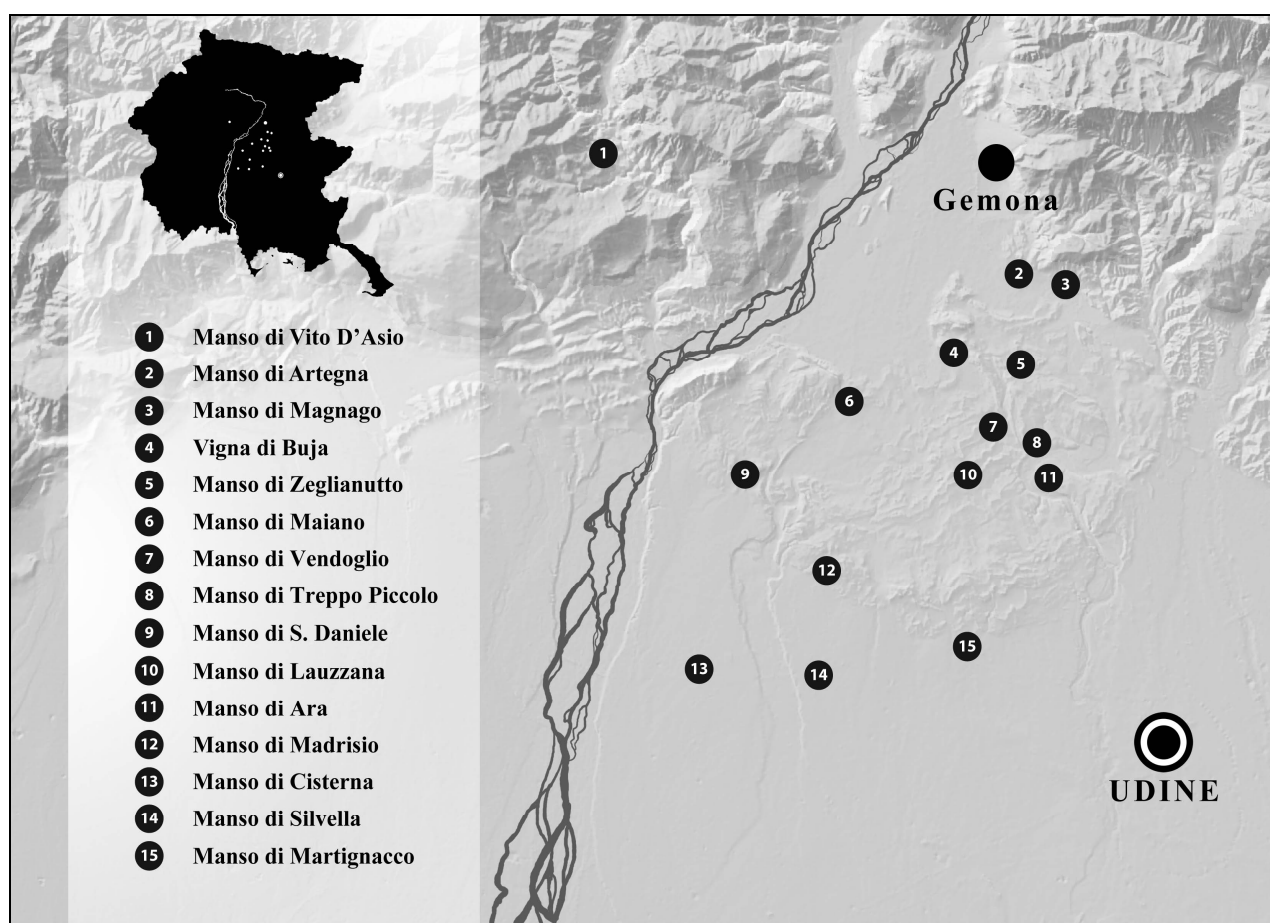 1 Manso di Vito D’Asio
2 Manso di Artegna
3 Manso di Magnago
4 Vigna di Buja
5 Manso di Zeglianutto
6 Manso di Maiano
7 Manso di Vendoglio
8 Manso di Treppo Piccolo
9 Manso di S. Daniele
10 Manso di Lauzzana
11 Manso di Ara
12 Manso di Madrisio
13 Manso di Cisterna
14 Manso di Silvella
15 Manso di Martignacco
1
Gemona
2
3
4
5
6
7
8
9
10
11
12
15
13
14
UDINE